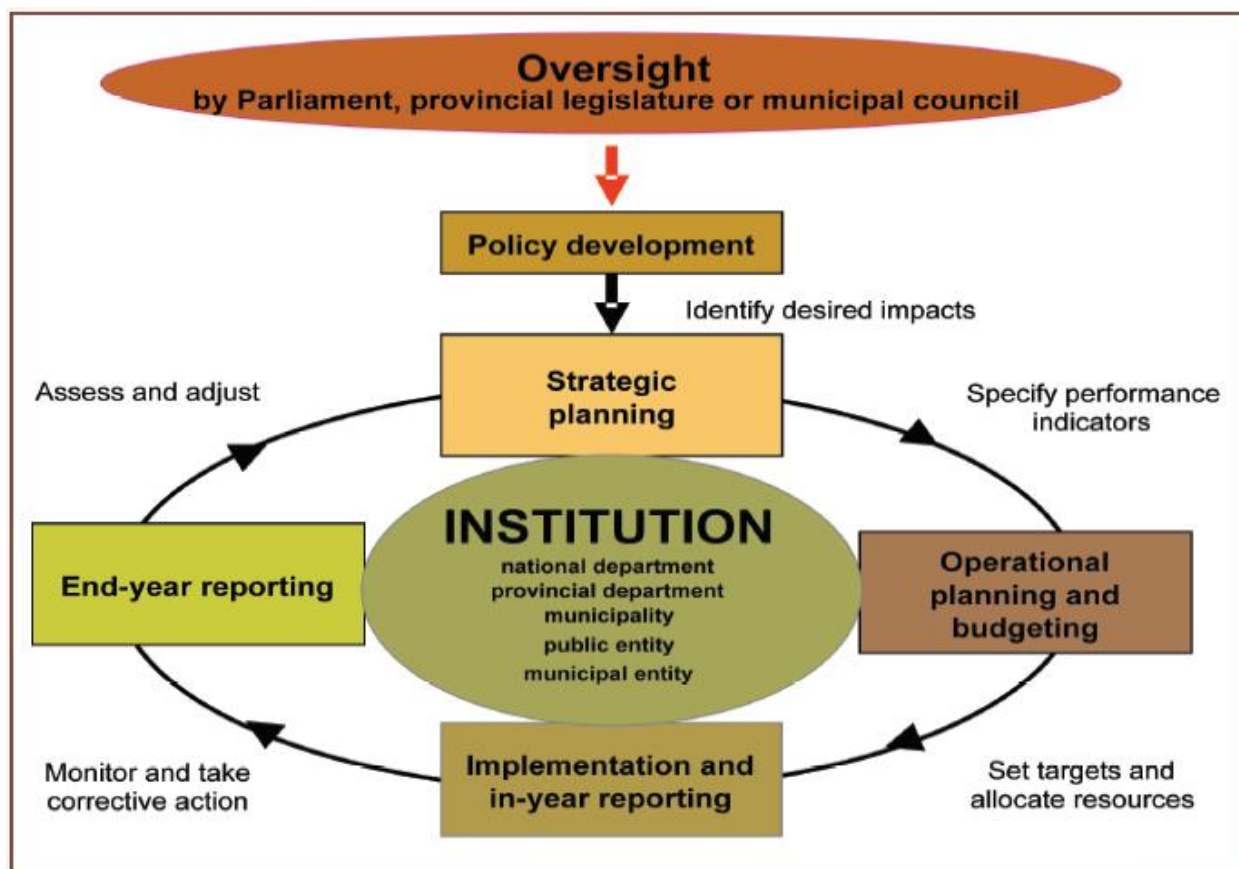 Oversight
by Parliament, provincial legislature or municipal council
Policy development
Identify desired impacts
Strategic
planning
Assess and adjust
Specify performance
indicators
INSTITUTION
national department
provincial department
municipality
public entity
municipal entity
End-year reporting
Operational
planning and
budgeting
Implementation and
in-year reporting
Monitor and take
corrective action
Set targets and
allocate resources